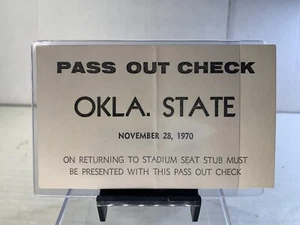 PASS OUT CHECK
OKLA. STATE
NOVEMBER 28, 1970
ON RETURNING TO STADIUM SEAT STUB MUST
BE PRESENTED WITH THIS PASS OUT CHECK